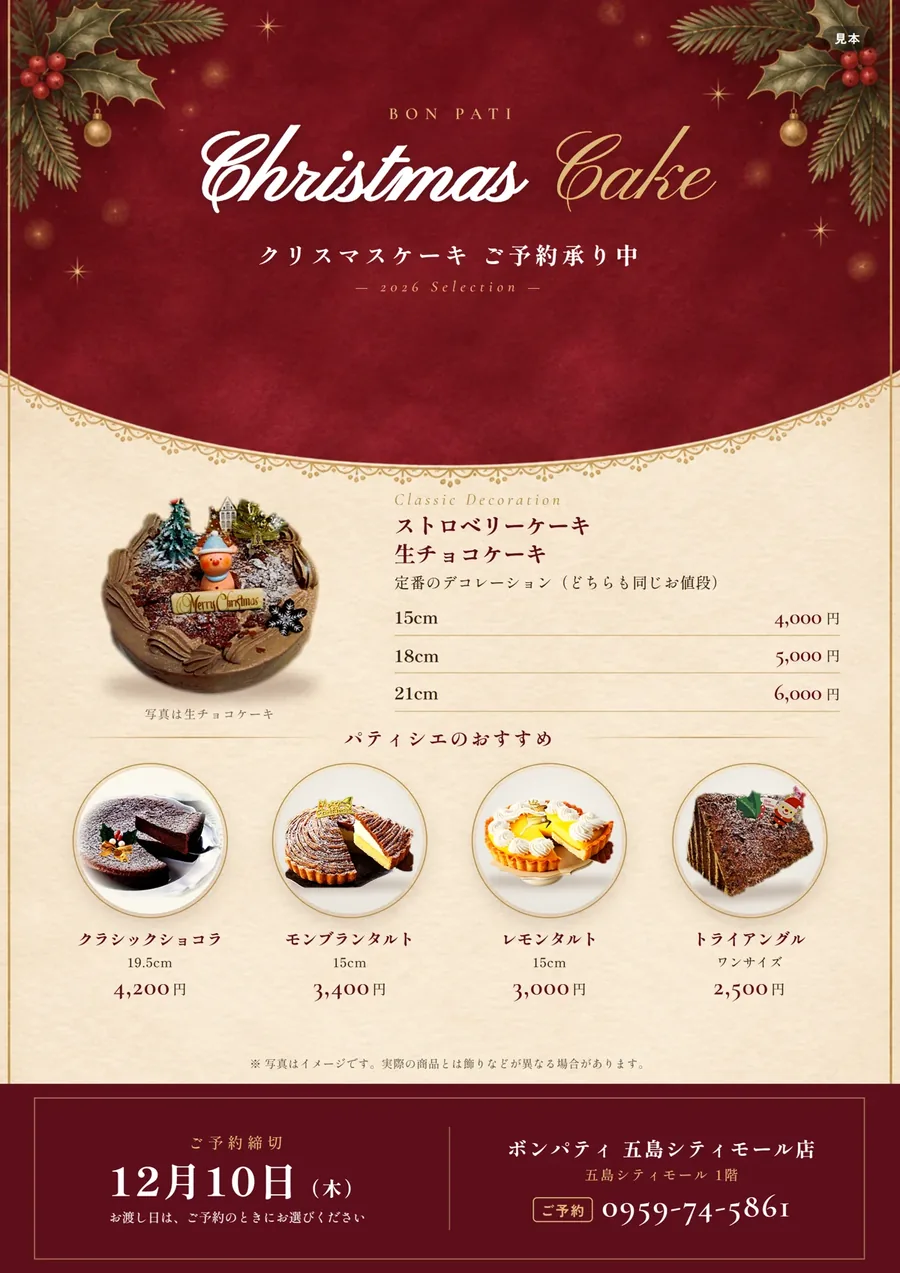 見本
BON PATI
Christmas Cake
クリスマスケーキ ご予約承り中
— 2026 Selection —
Classic Decoration
ストロベリーケーキ
生チョコケーキ
定番のデコレーション（どちらも同じお値段）
15cm 4,000円
18cm 5,000円
21cm 6,000円
Merry Christmas
写真は生チョコケーキ
パティシエのおすすめ
クラシックショコラ
19.5cm
4,200円
モンブランタルト
15cm
3,400円
レモンタルト
15cm
3,000円
トライアングル
ワンサイズ
2,500円
※ 写真はイメージです。実際の商品とは飾りなどが異なる場合があります。
ご予約締切
12月10日（木）
お渡し日は、ご予約のときにお選びください
ボンパティ 五島シティモール店
五島シティモール 1階
ご予約 0959-74-5861